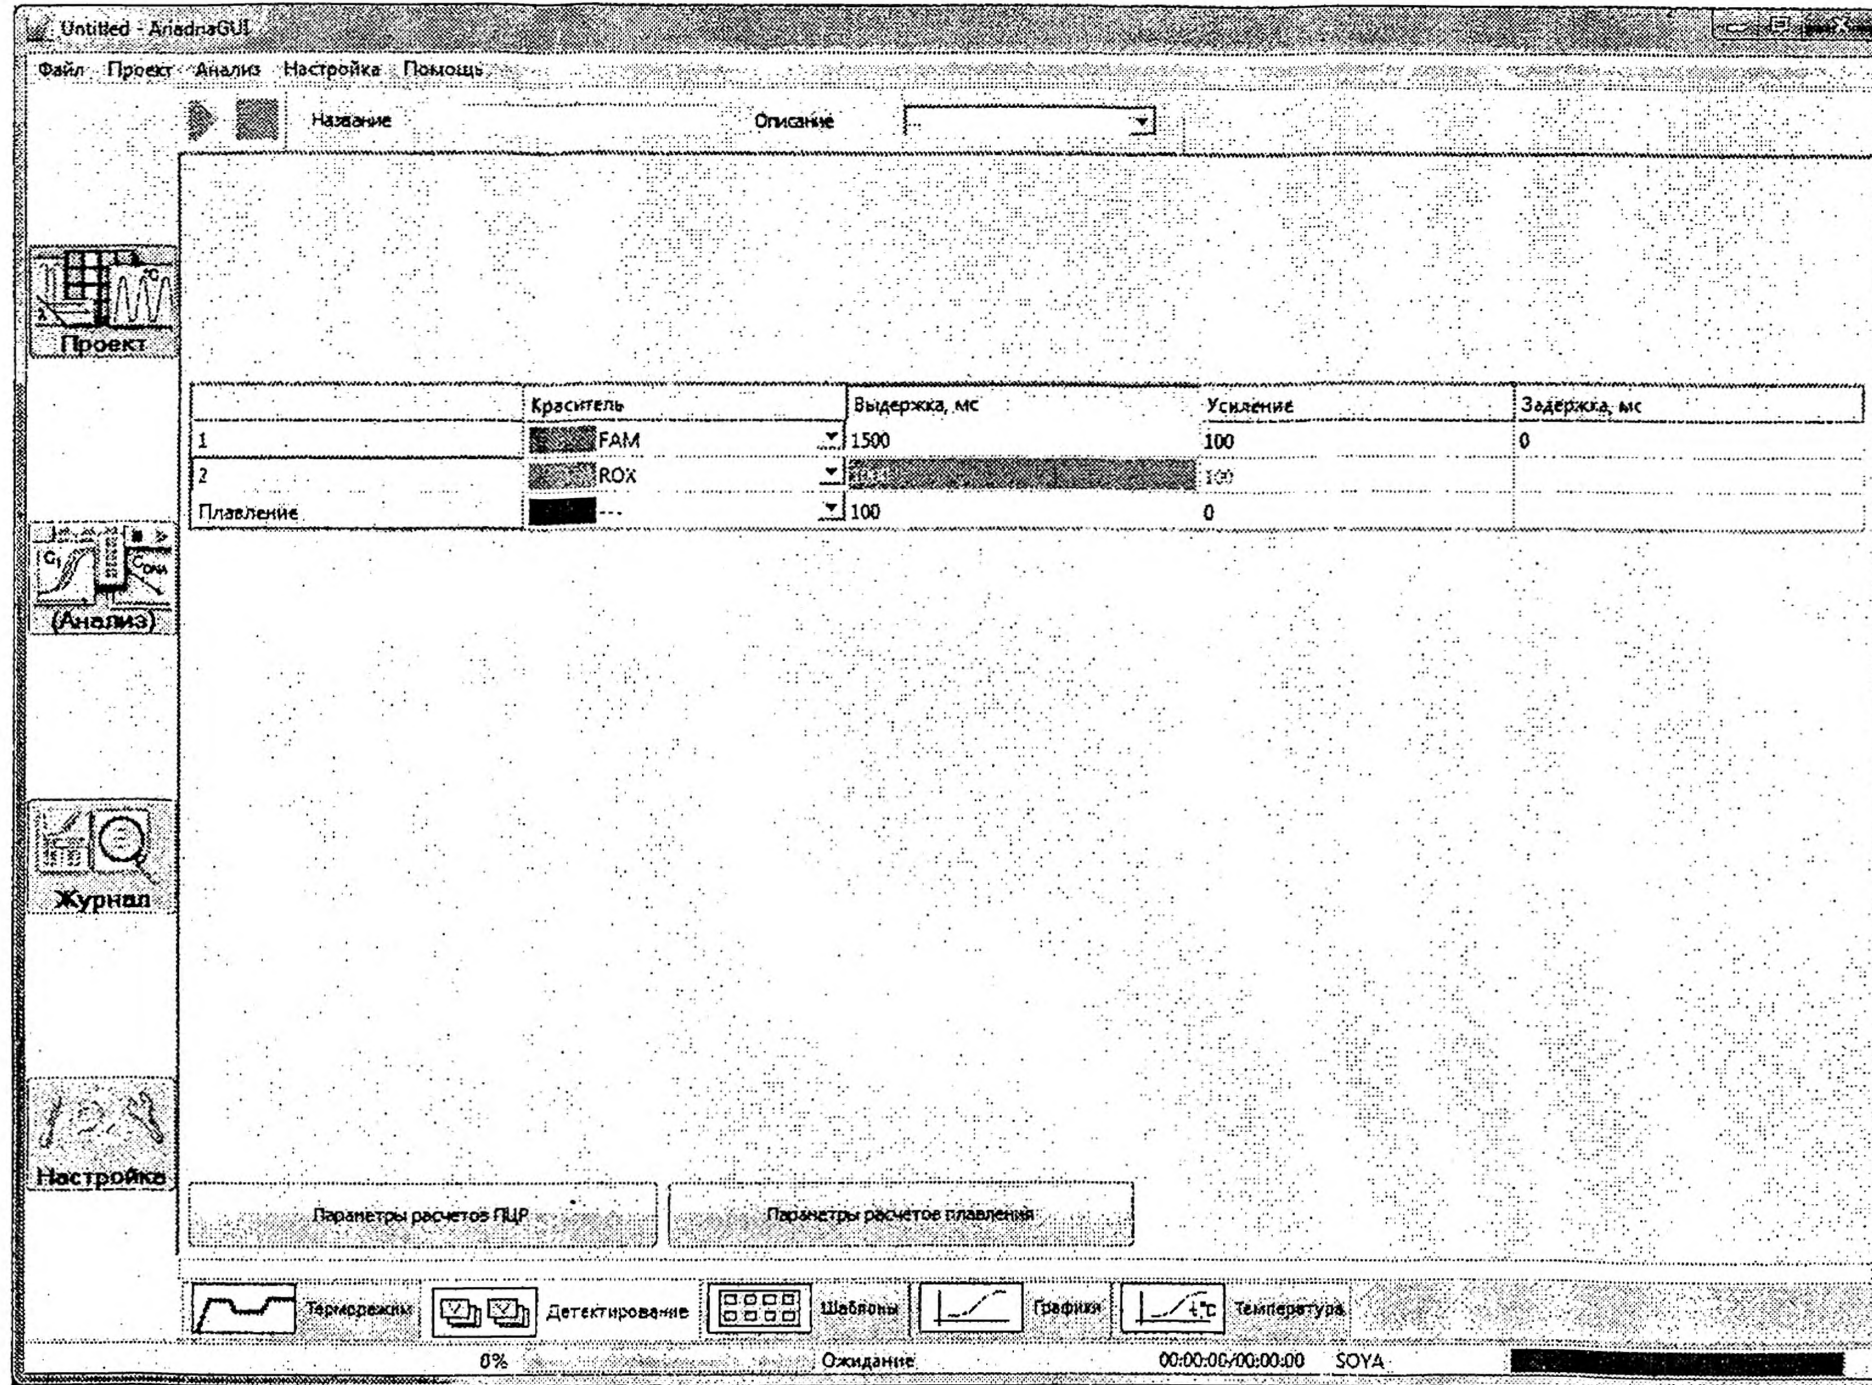 Untitled - AriadnaGUI
Файл Проект Анализ Настройка Помощь
Название Описание ...
°C
λ
Проект
Краситель Выдержка, мс Усиление Задержка, мс
1 FAM 1500 100 0
2 ROX 100
Плавление --- 100 0
(Анализ)
Журнал
Настройка
Параметры расчетов ПЦР Параметры расчетов плавления
Терморежим Детектирование Шаблоны Графики t,°C Температура
0% Ожидание 00:00:00/00:00:00 SOYA